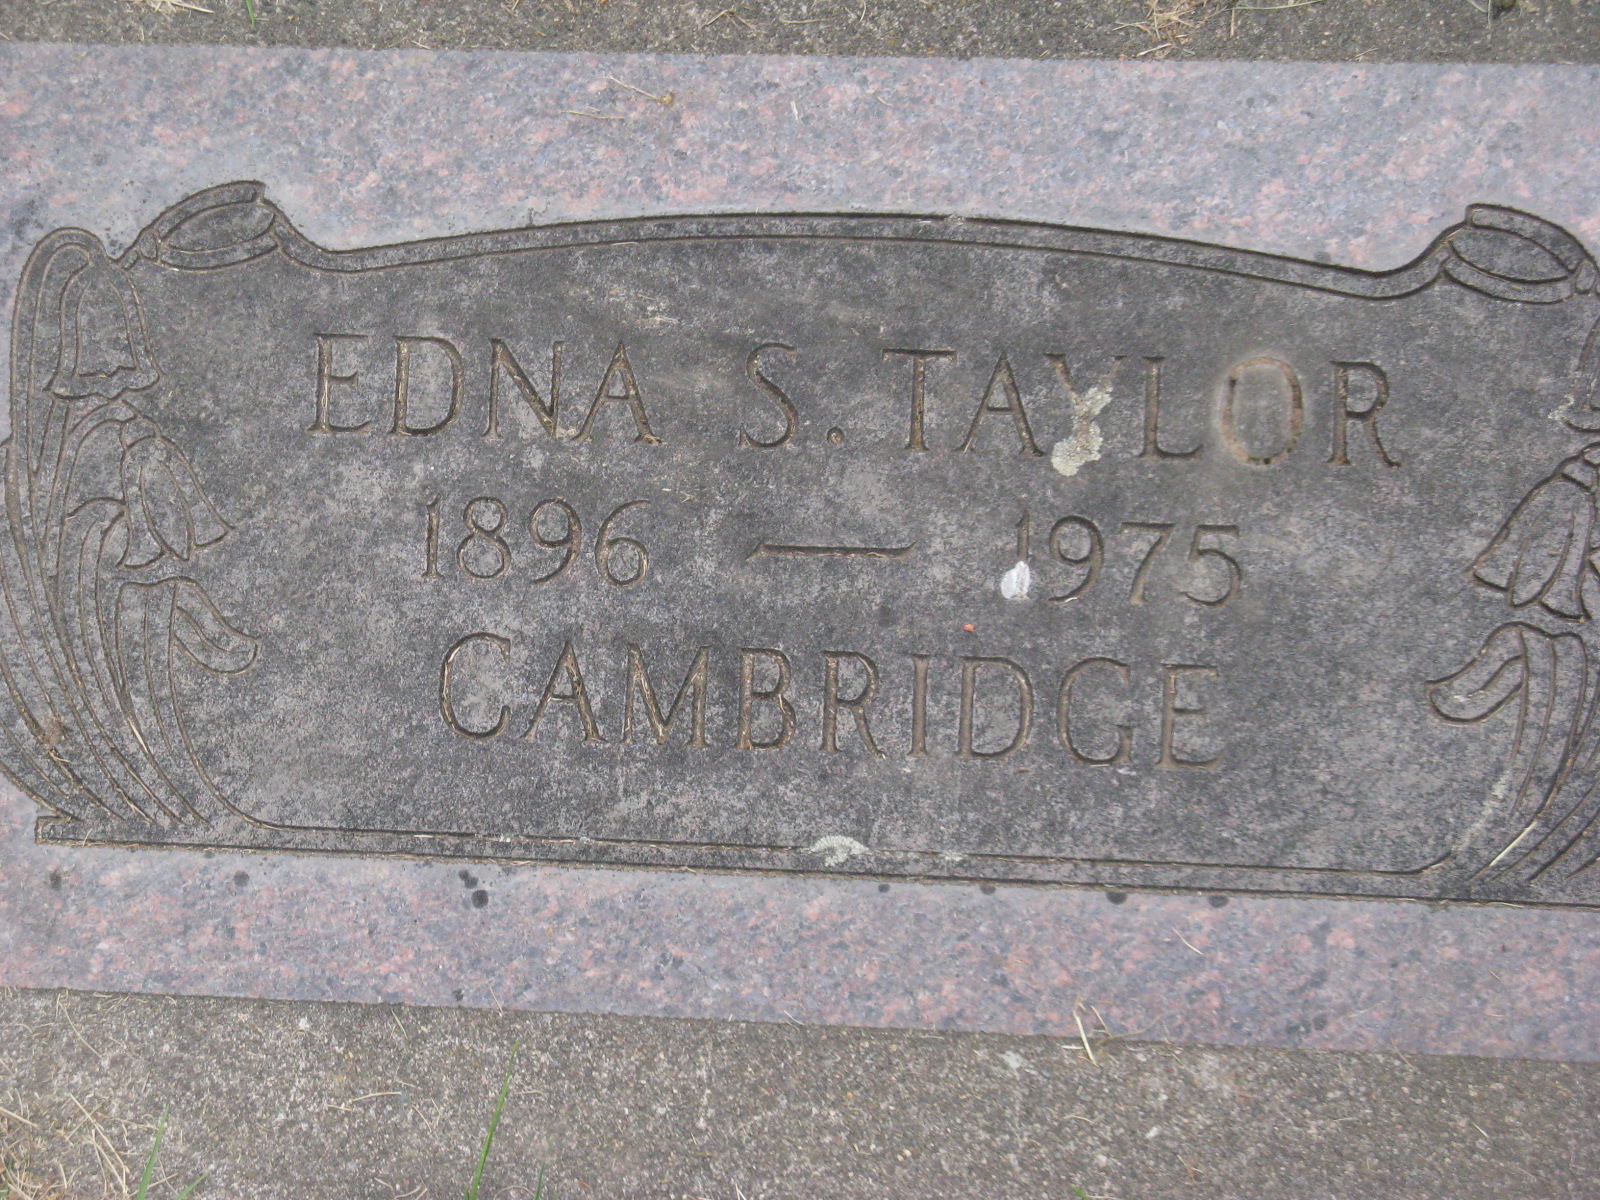 EDNA S. TAYLOR
1896 — 1975
CAMBRIDGE